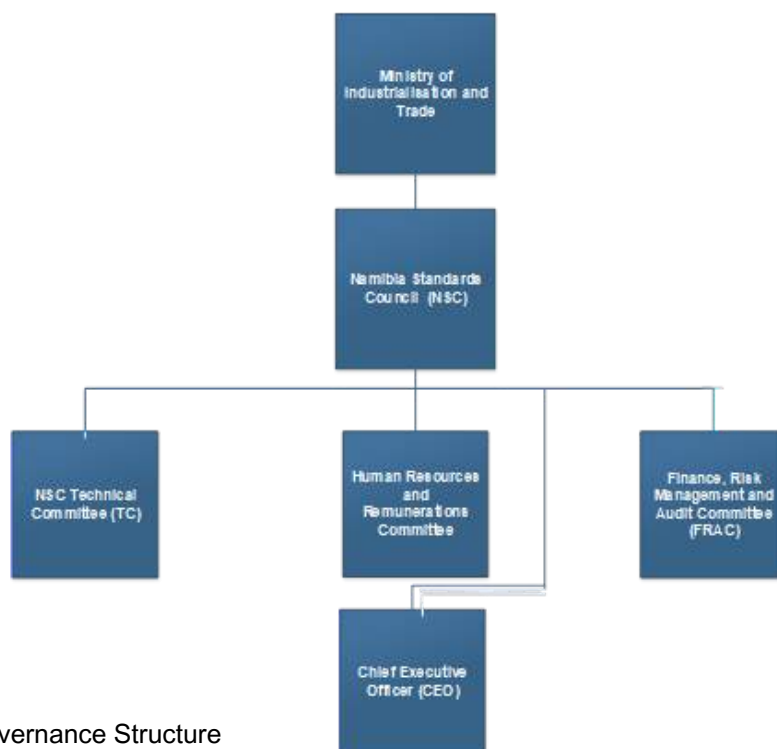 Ministry of
Industrialisation and
Trade
Namibia Standards
Council (NSC)
NSC Technical
Committee (TC)
Human Resources
and
Remunerations
Committee
Finance, Risk
Management and
Audit Committee
(FRAC)
Chief Executive
Officer (CEO)
vernance Structure